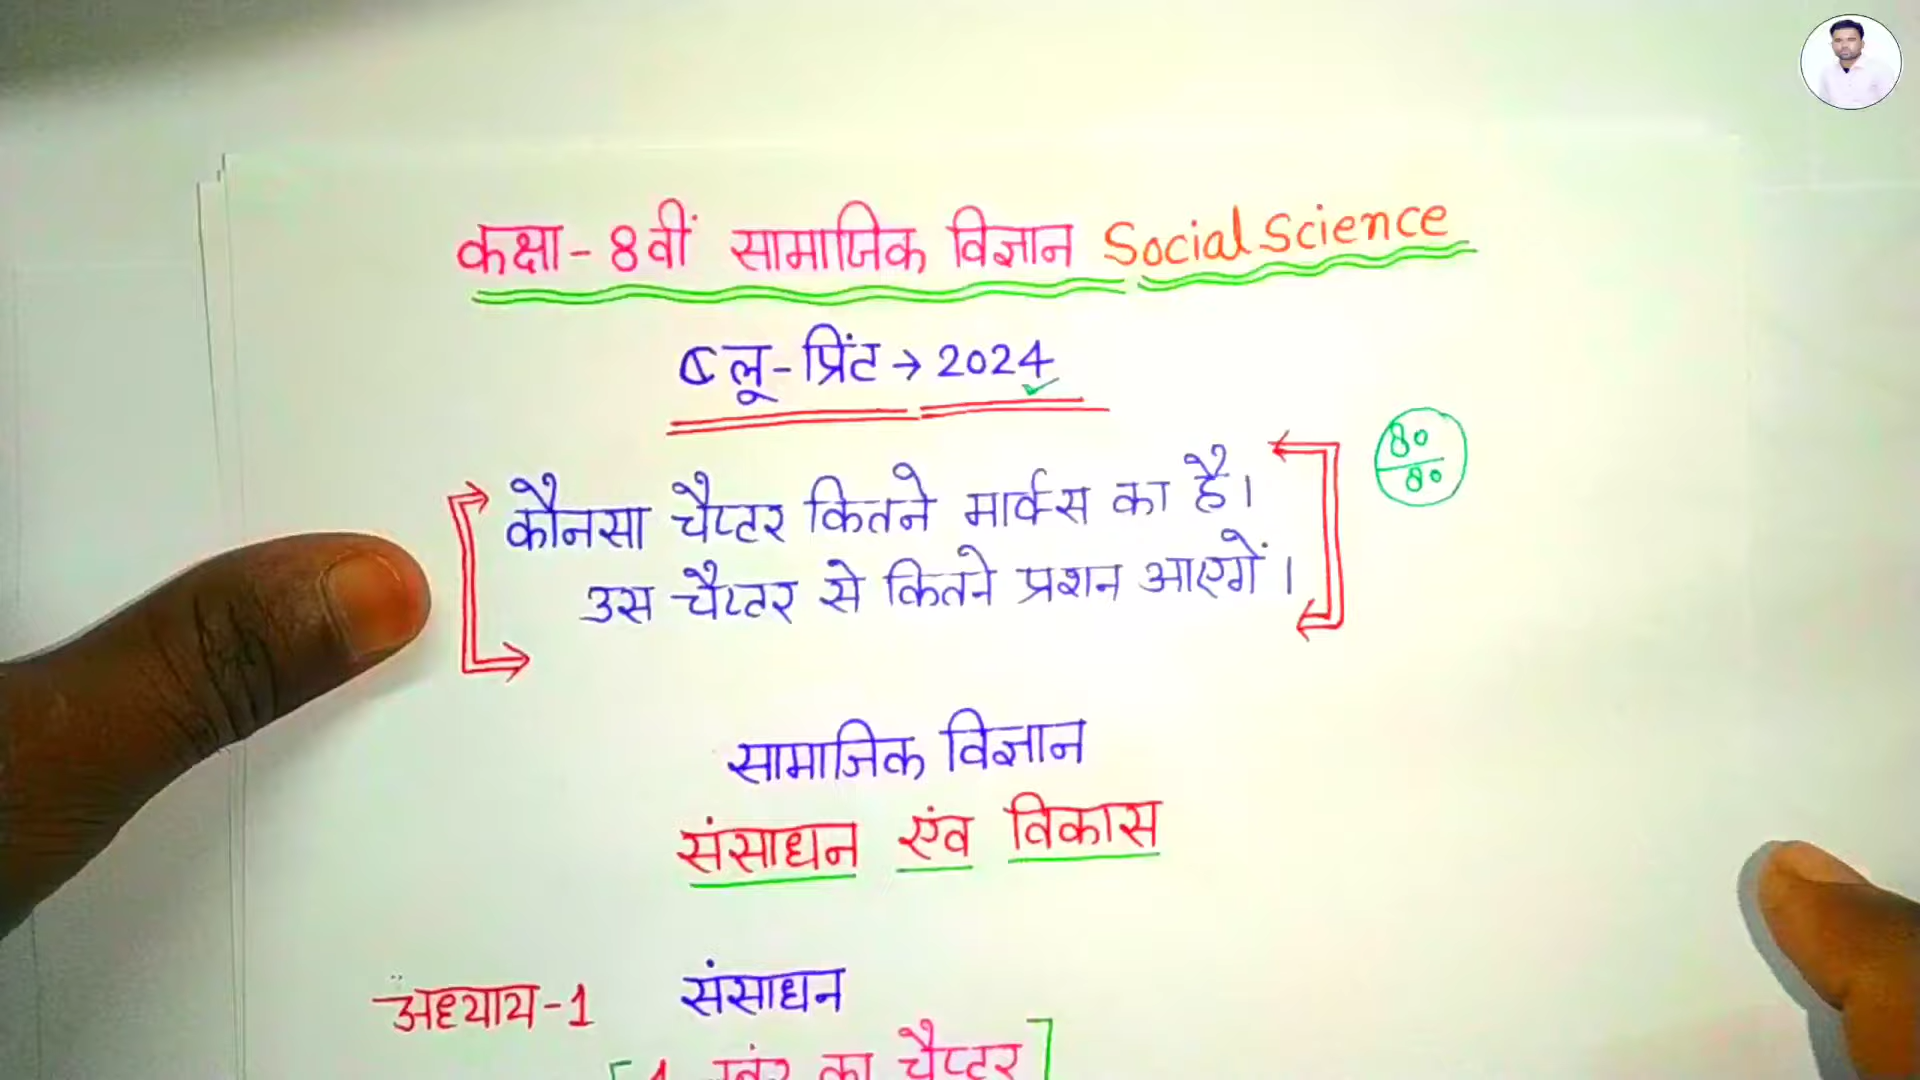 कक्षा-8वीं सामाजिक विज्ञान Social Science
ब्लू-प्रिंट→2024
80
80
कौनसा चैप्टर कितने मार्क्स का है।
उस चैप्टर से कितने प्रशन आएगें।
सामाजिक विज्ञान
संसाधन एंव विकास
अध्याय-1 संसाधन
का चैप्टर]